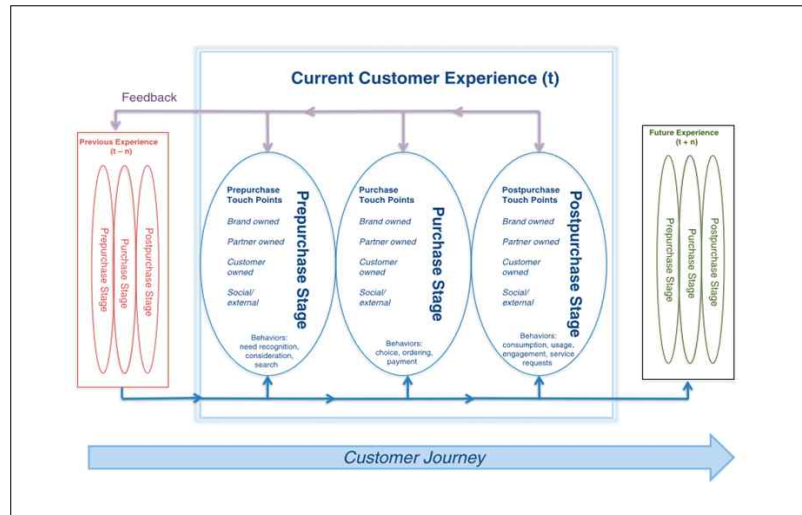 Current Customer Experience (t)
Feedback
Previous Experience
(t – n)
Prepurchase Stage
Purchase Stage
Postpurchase Stage
Prepurchase
Touch Points
Brand owned
Partner owned
Customer
owned
Social/
external
Prepurchase Stage
Behaviors:
need recognition,
consideration,
search
Purchase
Touch Points
Brand owned
Partner owned
Customer
owned
Social/
external
Purchase Stage
Behaviors:
choice, ordering,
payment
Postpurchase
Touch Points
Brand owned
Partner owned
Customer
owned
Social/
external
Postpurchase Stage
Behaviors:
consumption, usage,
engagement, service
requests
Future Experience
(t + n)
Prepurchase Stage
Purchase Stage
Postpurchase Stage
Customer Journey